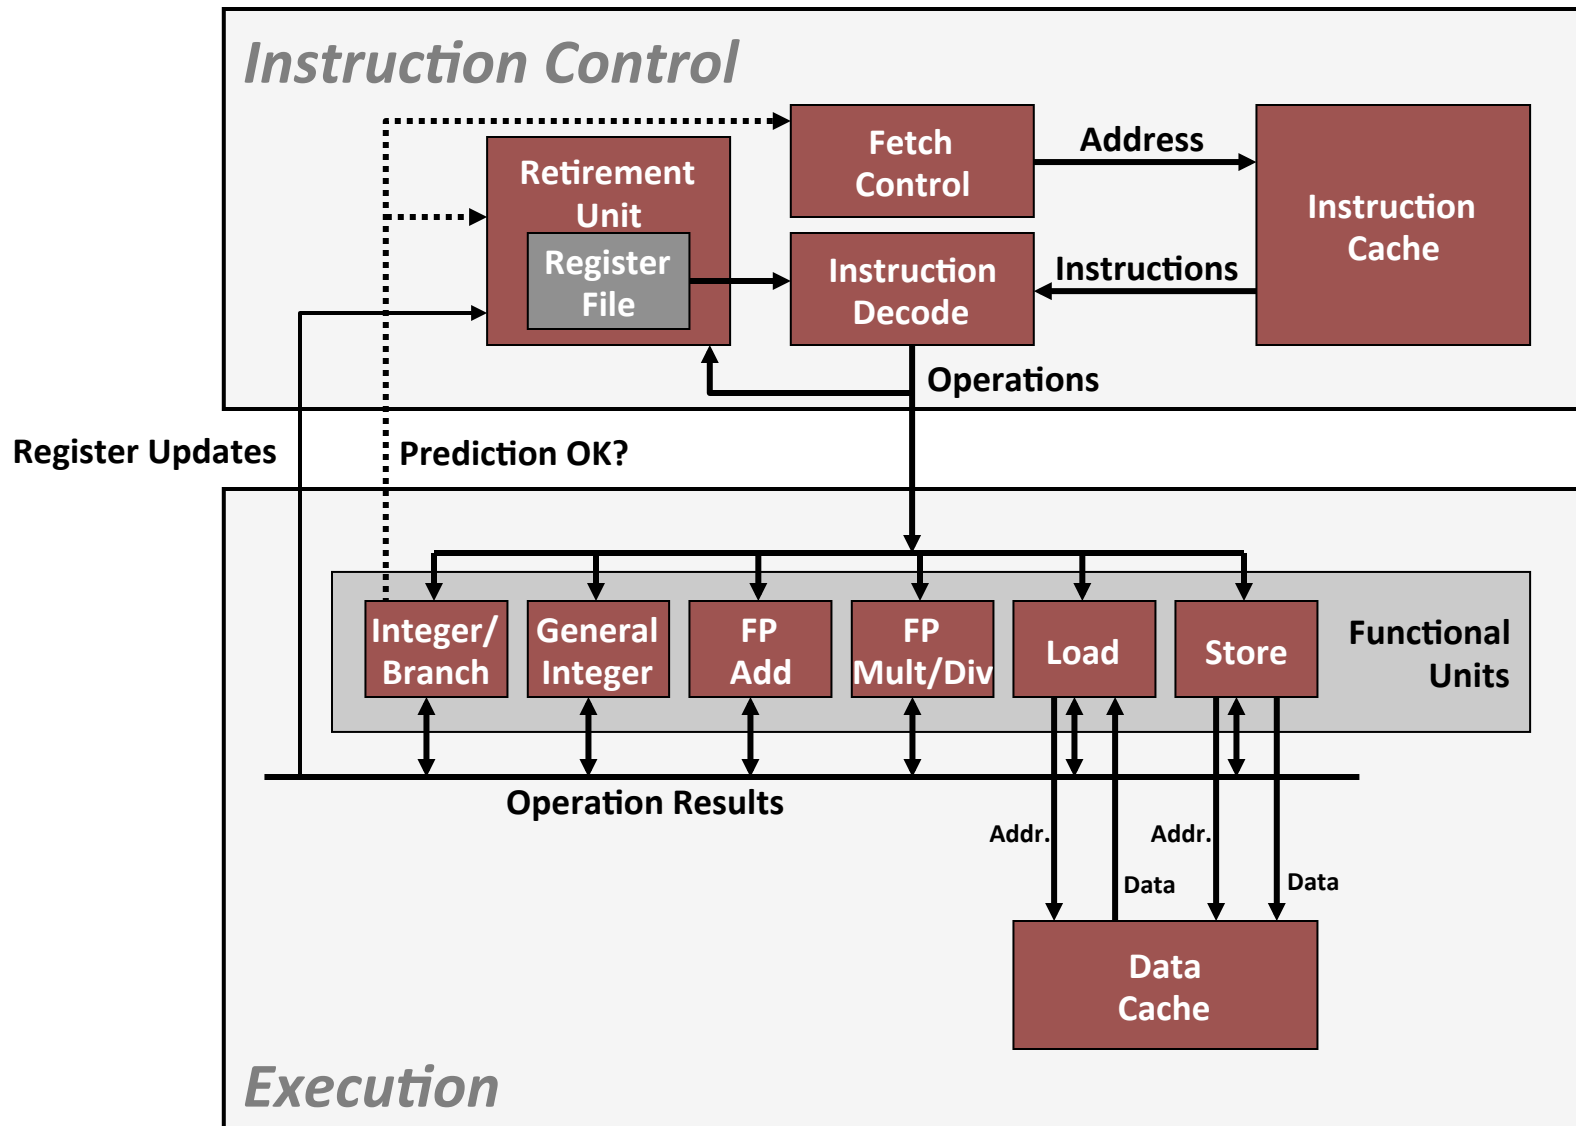 Instruction Control
Fetch
Control
Address
Instruction
Cache
Retirement
Unit
Register
File
Instruction
Decode
Instructions
Operations
Register Updates
Prediction OK?
Integer/
Branch
General
Integer
FP
Add
FP
Mult/Div
Load
Store
Functional
Units
Operation Results
Addr.
Addr.
Data
Data
Data
Cache
Execution